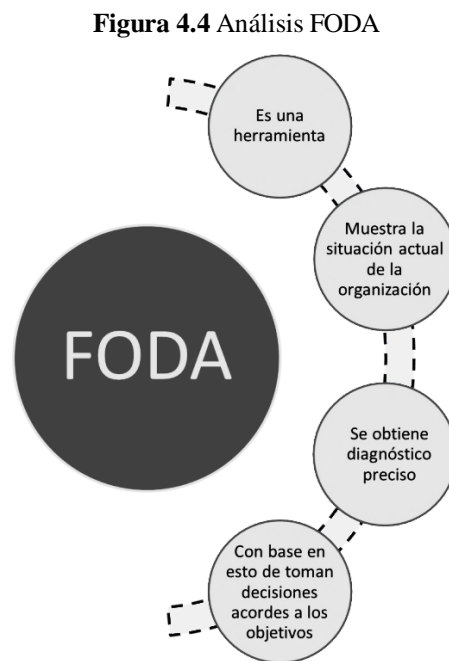 Figura 4.4 Análisis FODA
Es una
herramienta
Muestra la
situación actual
de la
organización
FODA
Se obtiene
diagnóstico
preciso
Con base en
esto de toman
decisiones
acordes a los
objetivos